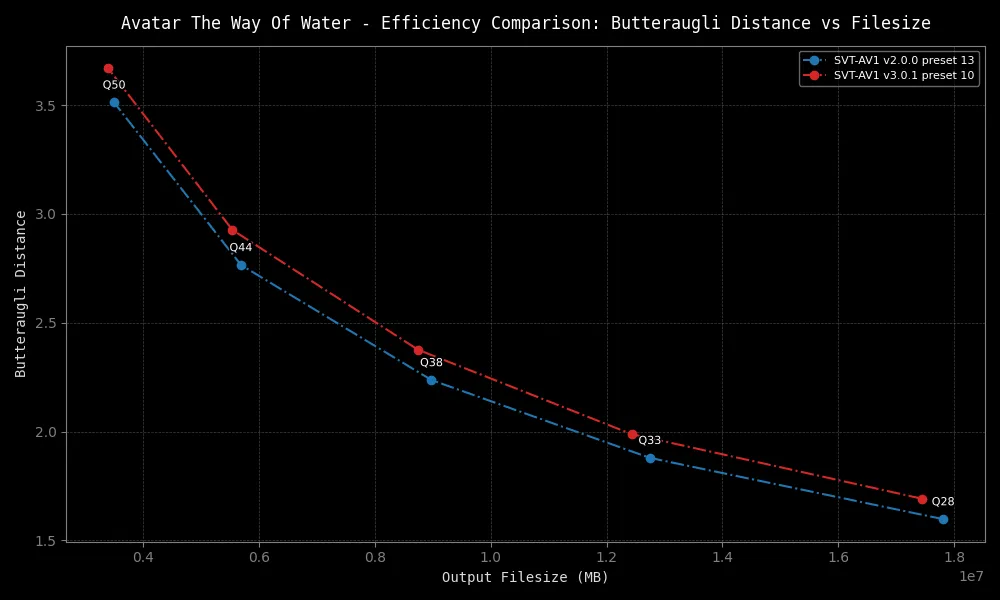 Avatar The Way Of Water - Efficiency Comparison: Butteraugli Distance vs Filesize
SVT-AV1 v2.0.0 preset 13
SVT-AV1 v3.0.1 preset 10
Butteraugli Distance
3.5
3.0
2.5
2.0
1.5
Q50
Q44
Q38
Q33
Q28
0.4 0.6 0.8 1.0 1.2 1.4 1.6 1.8
1e7
Output Filesize (MB)